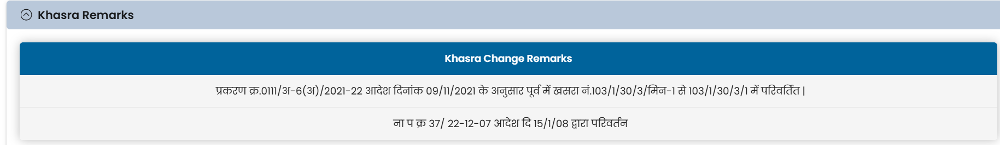 Khasra Remarks
Khasra Change Remarks
प्रकरण क्र.0111/अ-6(अ)/2021-22 आदेश दिनांक 09/11/2021 के अनुसार पूर्व में खसरा नं.103/1/30/3/मिन-1 से 103/1/30/3/1 में परिवर्तित |
ना प क्र 37/ 22-12-07 आदेश दि 15/1/08 द्वारा परिवर्तन